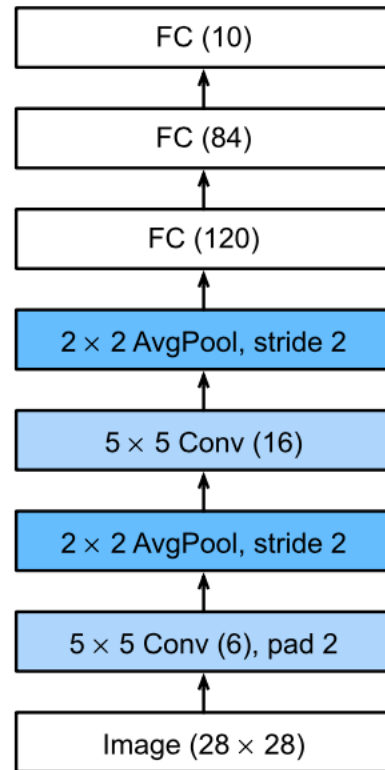 FC (10)
FC (84)
FC (120)
2 × 2 AvgPool, stride 2
5 × 5 Conv (16)
2 × 2 AvgPool, stride 2
5 × 5 Conv (6), pad 2
Image (28 × 28)